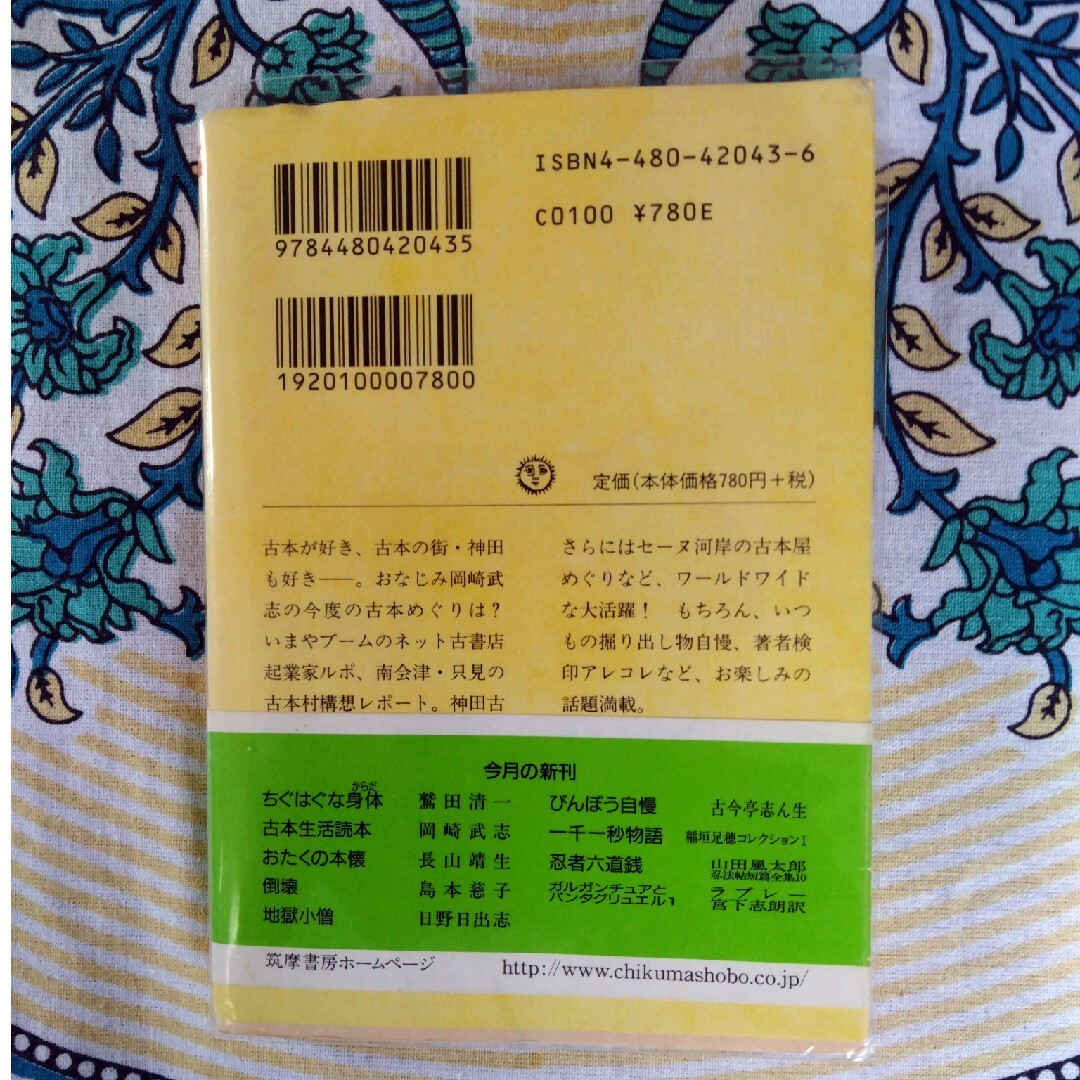 ISBN4-480-42043-6
C0100 ¥780E
9784480420435
1920100007800
定価(本体価格780円+税)
古本が好き、古本の街・神田
も好き――。おなじみ岡崎武
志の今度の古本めぐりは?
いまやブームのネット古書店
起業家ルポ、南会津・只見の
古本村構想レポート。神田古
さらにはセーヌ河岸の古本屋
めぐりなど、ワールドワイド
な大活躍! もちろん、いつ
もの掘り出し物自慢、著者検
印アレコレなど、お楽しみの
話題満載。
今月の新刊
からだ
ちぐはぐな身体 鷲田清一
古本生活読本 岡崎武志
おたくの本懐 長山靖生
倒壊 島本慈子
地獄小僧 日野日出志
びんぼう自慢 古今亭志ん生
一千一秒物語 稲垣足穂コレクション1
忍者六道銭 山田風太郎
忍法帖短篇全集10
ガルガンチュアと
パンタグリュエル1
ラブレー
宮下志朗訳
筑摩書房ホームページ http://www.chikumashobo.co.jp/